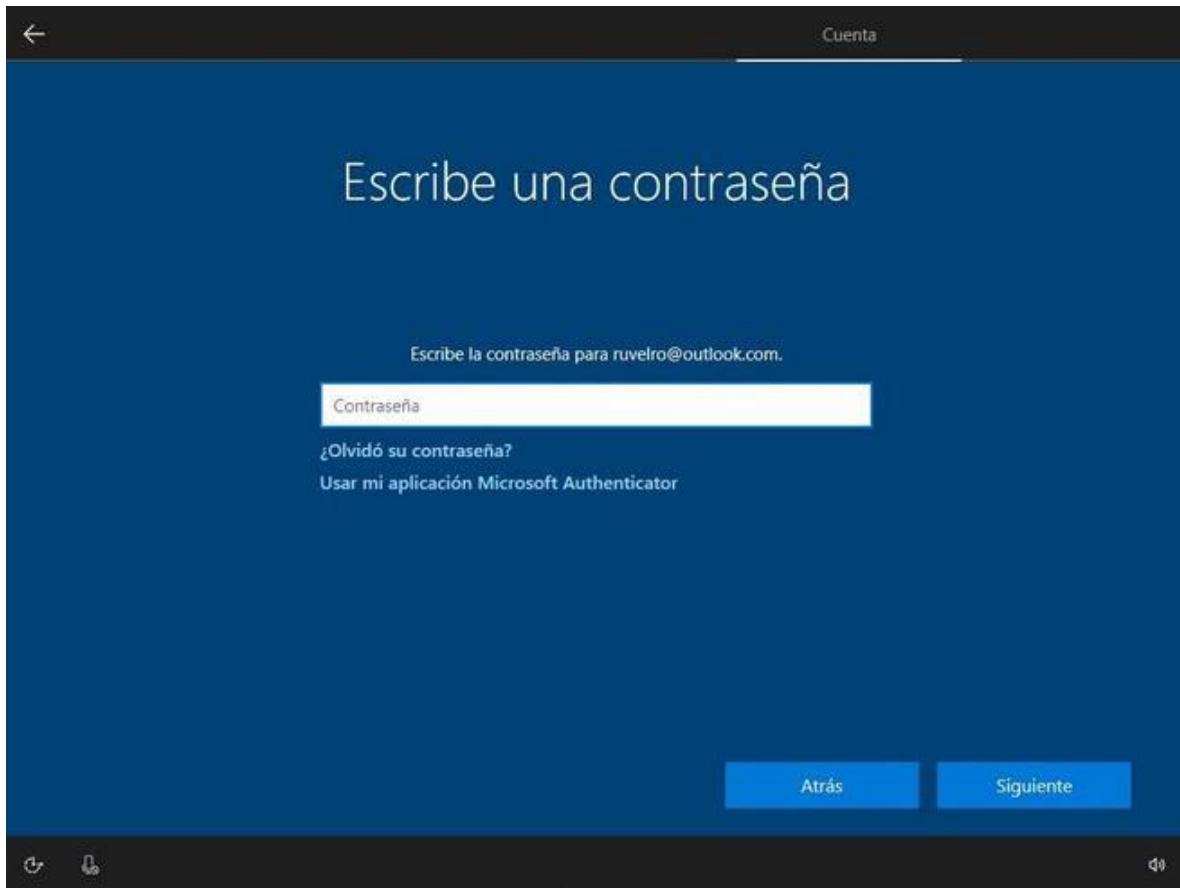 Cuenta
Escribe una contraseña
Escribe la contraseña para ruvelro@outlook.com.
Contraseña
¿Olvidó su contraseña?
Usar mi aplicación Microsoft Authenticator
Atrás Siguiente